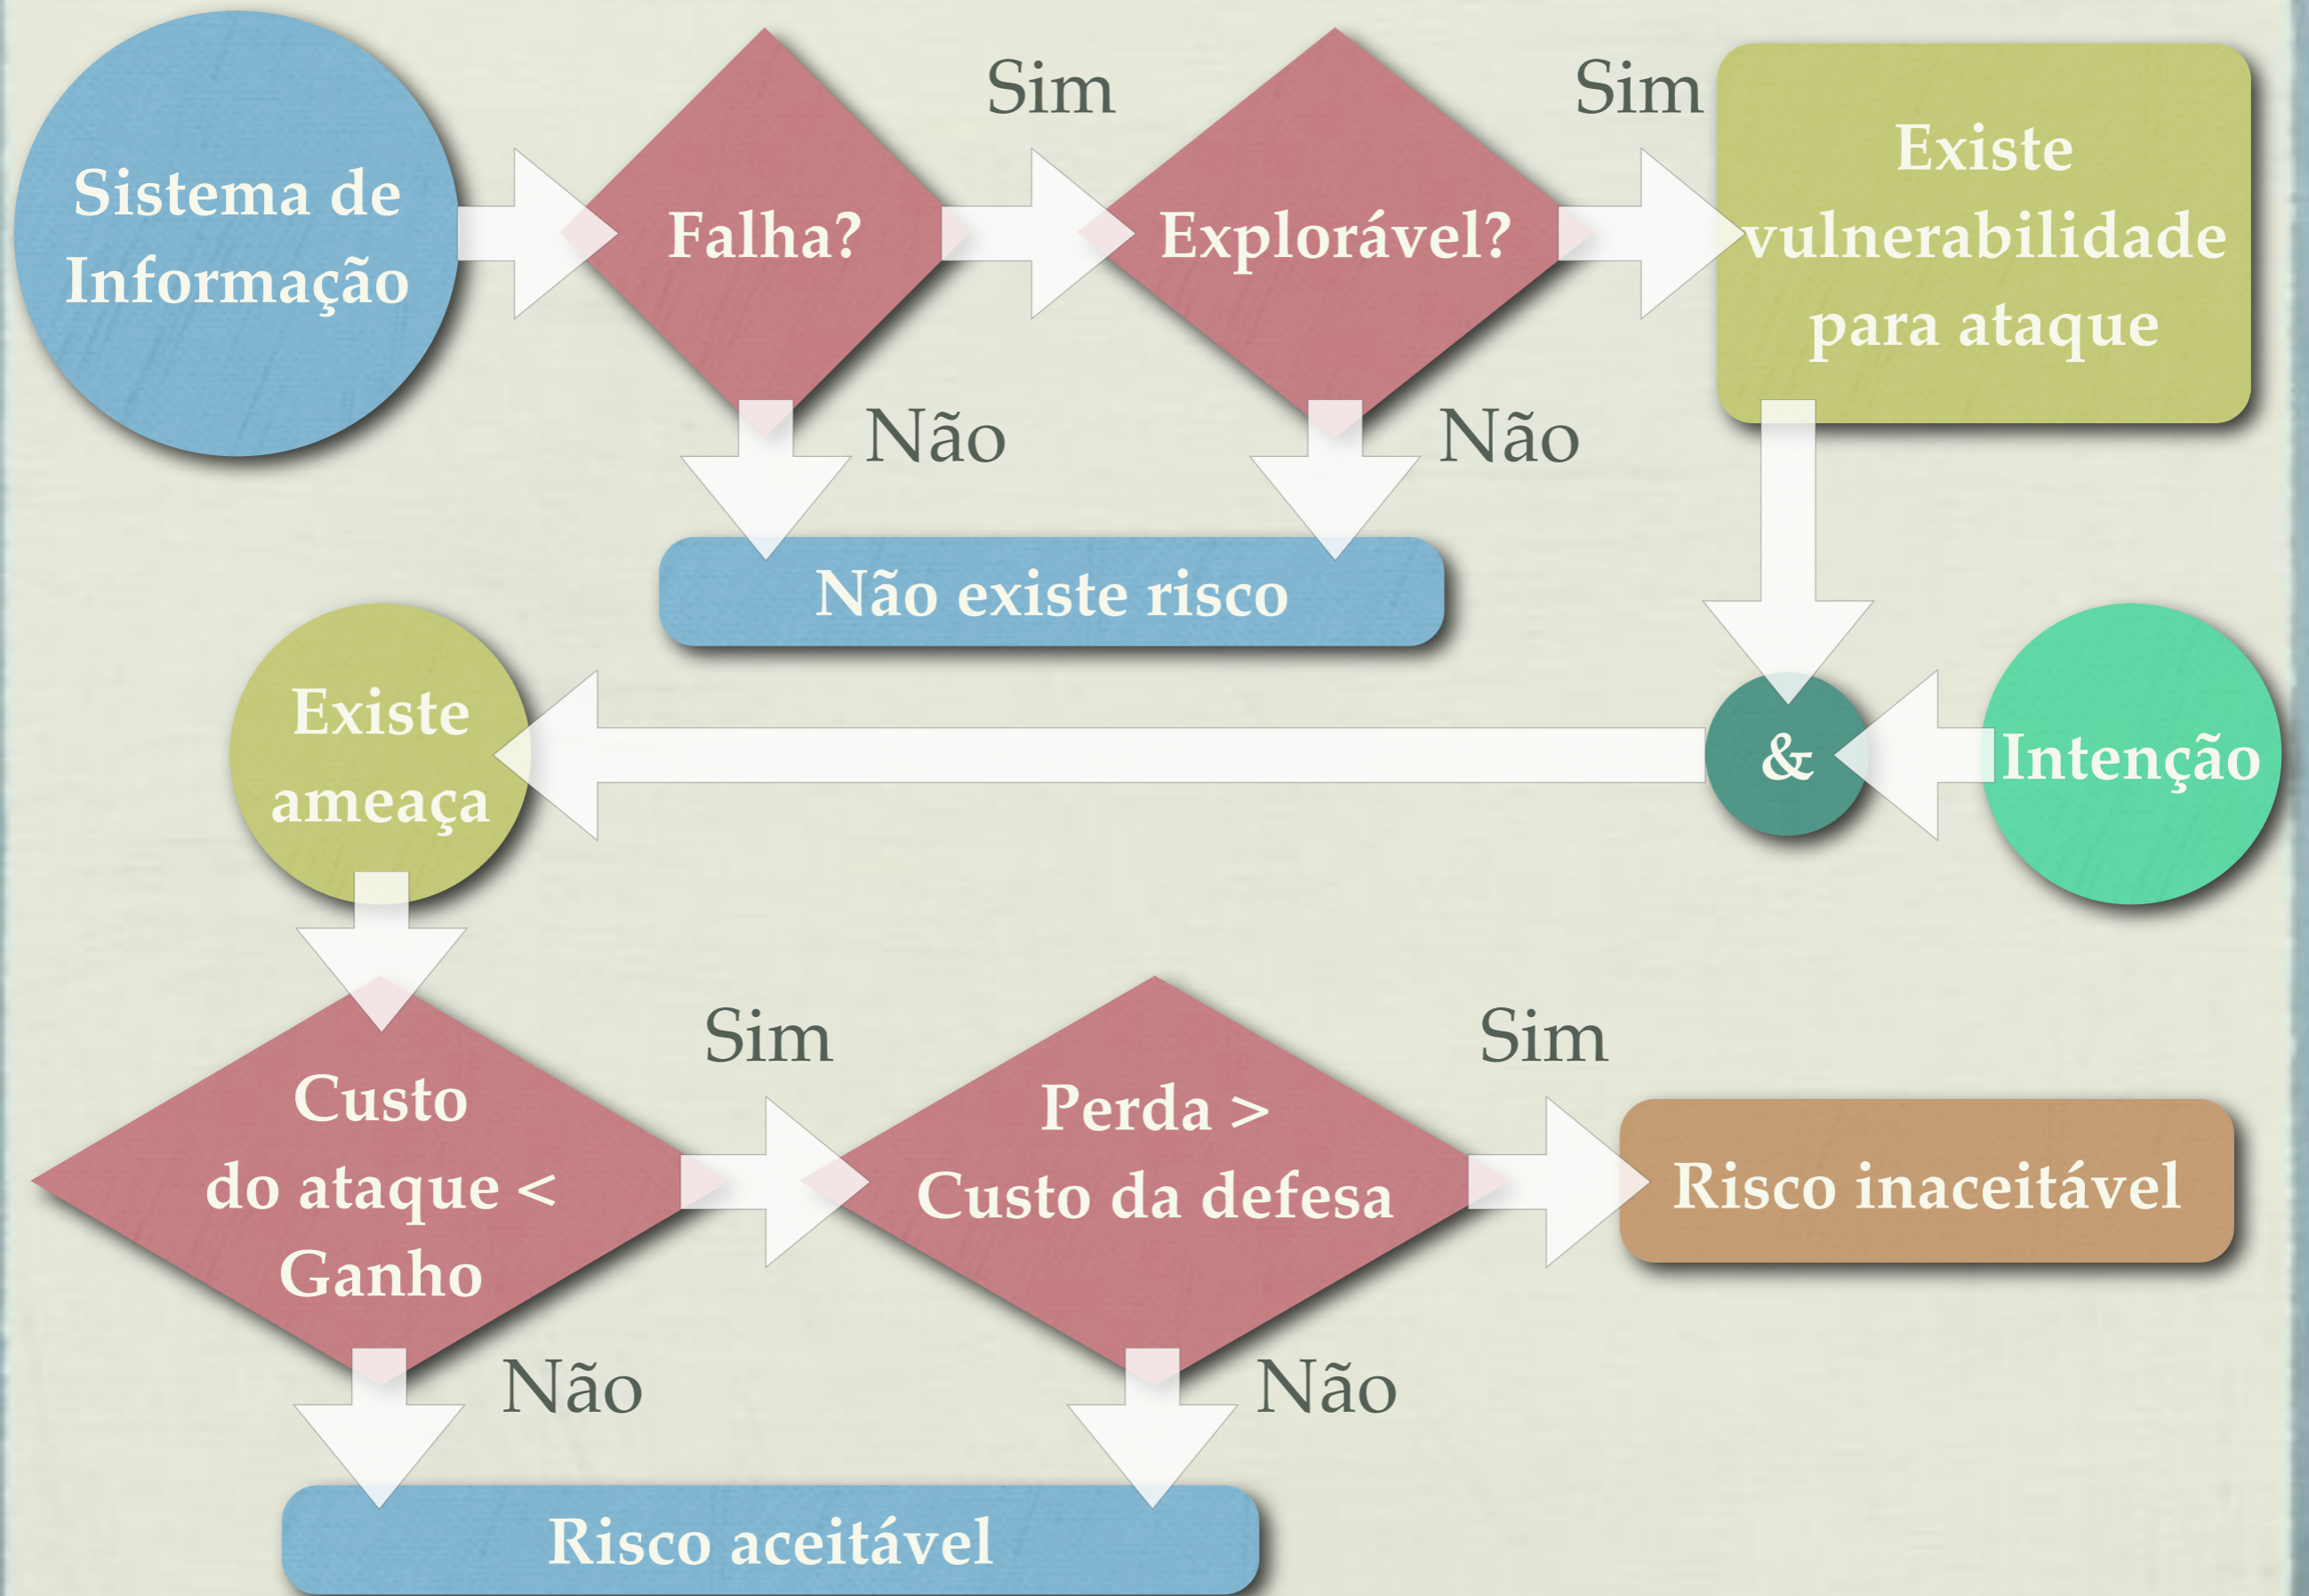 Sistema de
Informação
Falha?
Sim
Explorável?
Sim
Existe
vulnerabilidade
para ataque
Não
Não
Não existe risco
Existe
ameaça
&
Intenção
Custo
do ataque <
Ganho
Sim
Perda >
Custo da defesa
Sim
Risco inaceitável
Não
Não
Risco aceitável